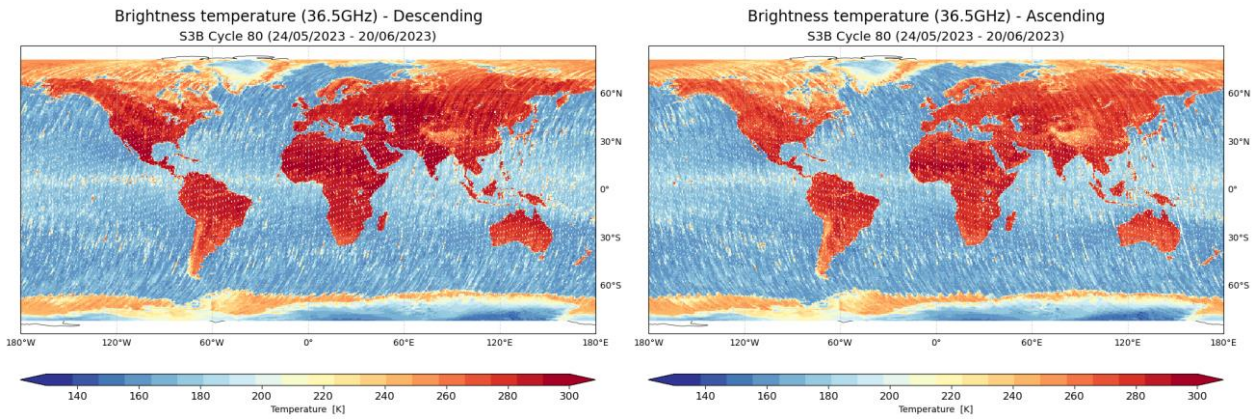 Brightness temperature (36.5GHz) - Descending
S3B Cycle 80 (24/05/2023 - 20/06/2023)
60°N
30°N
0°
30°S
60°S
180°W 120°W 60°W 0° 60°E 120°E 180°E
140 160 180 200 220 240 260 280 300
Temperature [K]
Brightness temperature (36.5GHz) - Ascending
S3B Cycle 80 (24/05/2023 - 20/06/2023)
60°N
30°N
0°
30°S
60°S
180°W 120°W 60°W 0° 60°E 120°E 180°E
140 160 180 200 220 240 260 280 300
Temperature [K]